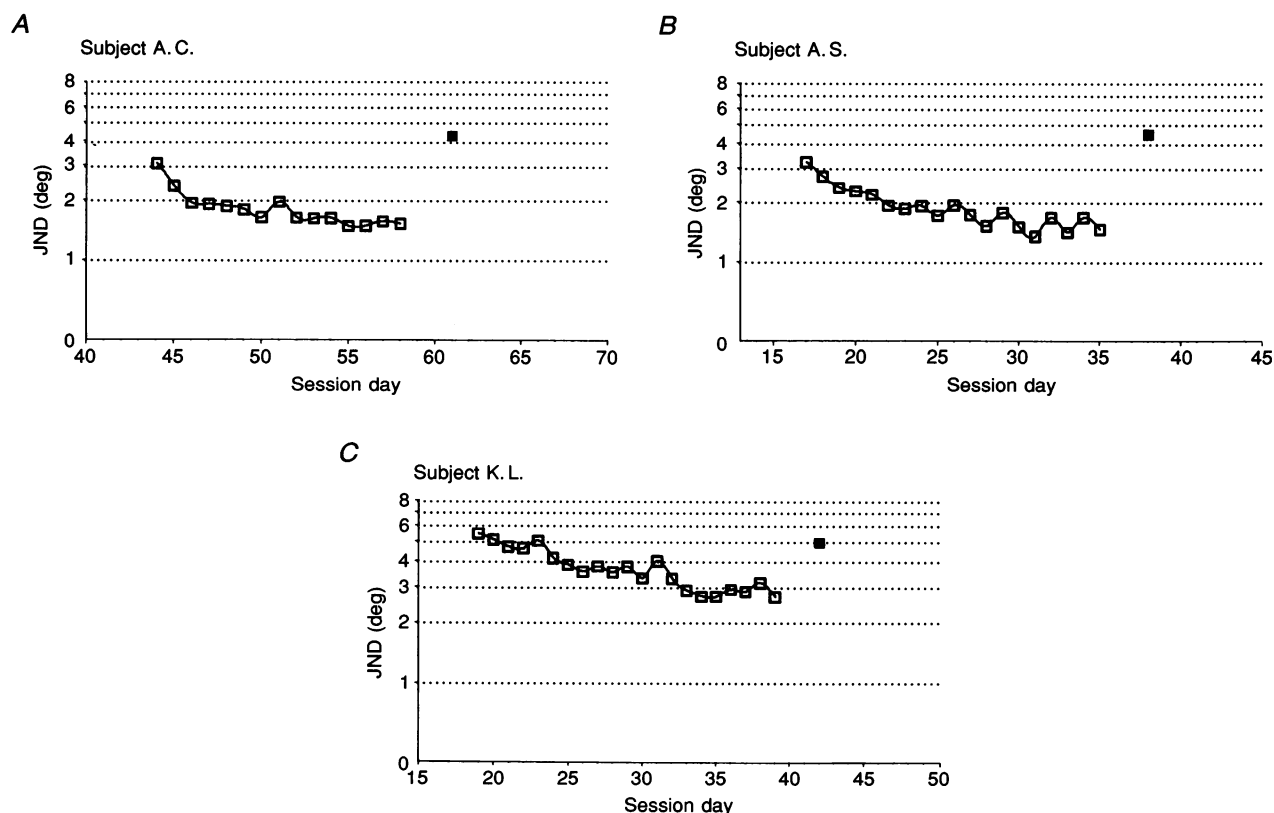 A
Subject A. C.
8
6
4
3
2
1
0
JND (deg)
40 45 50 55 60 65 70
Session day
B
Subject A. S.
8
6
4
3
2
1
0
JND (deg)
15 20 25 30 35 40 45
Session day
C
Subject K. L.
8
6
4
3
2
1
0
JND (deg)
15 20 25 30 35 40 45 50
Session day